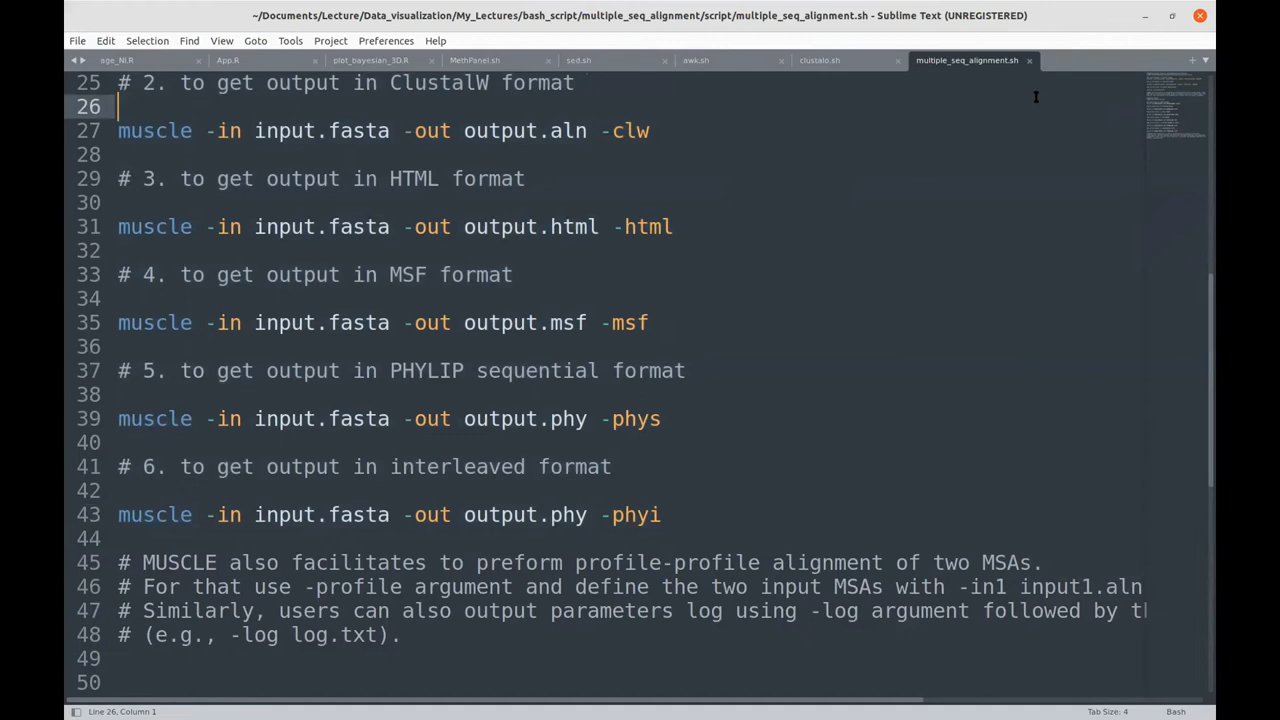 ~/Documents/Lecture/Data_visualization/My_Lectures/bash_script/multiple_seq_alignment/script/multiple_seq_alignment.sh - Sublime Text (UNREGISTERED)
File Edit Selection Find View Goto Tools Project Preferences Help
age_NI.R App.R plot_bayesian_3D.R MethPanel.sh sed.sh awk.sh clustalo.sh multiple_seq_alignment.sh
25 # 2. to get output in ClustalW format
26
27 muscle -in input.fasta -out output.aln -clw
28
29 # 3. to get output in HTML format
30
31 muscle -in input.fasta -out output.html -html
32
33 # 4. to get output in MSF format
34
35 muscle -in input.fasta -out output.msf -msf
36
37 # 5. to get output in PHYLIP sequential format
38
39 muscle -in input.fasta -out output.phy -phys
40
41 # 6. to get output in interleaved format
42
43 muscle -in input.fasta -out output.phy -phyi
44
45 # MUSCLE also facilitates to preform profile-profile alignment of two MSAs.
46 # For that use -profile argument and define the two input MSAs with -in1 input1.aln
47 # Similarly, users can also output parameters log using -log argument followed by
48 # (e.g., -log log.txt).
49
50
Line 26, Column 1 Tab Size: 4 Bash